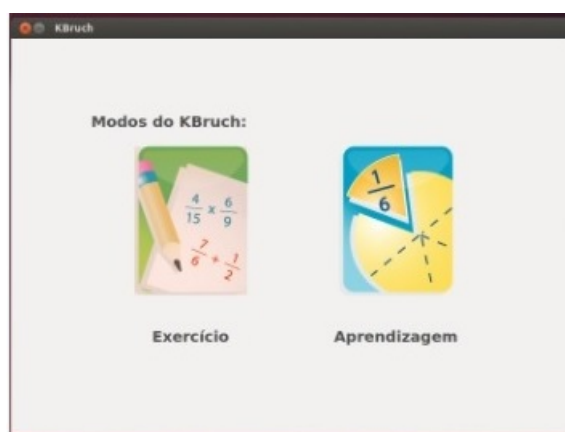 KBruch
Modos do KBruch:
4/15 x 6/9
7/6 + 1/2
1/6
Exercício
Aprendizagem